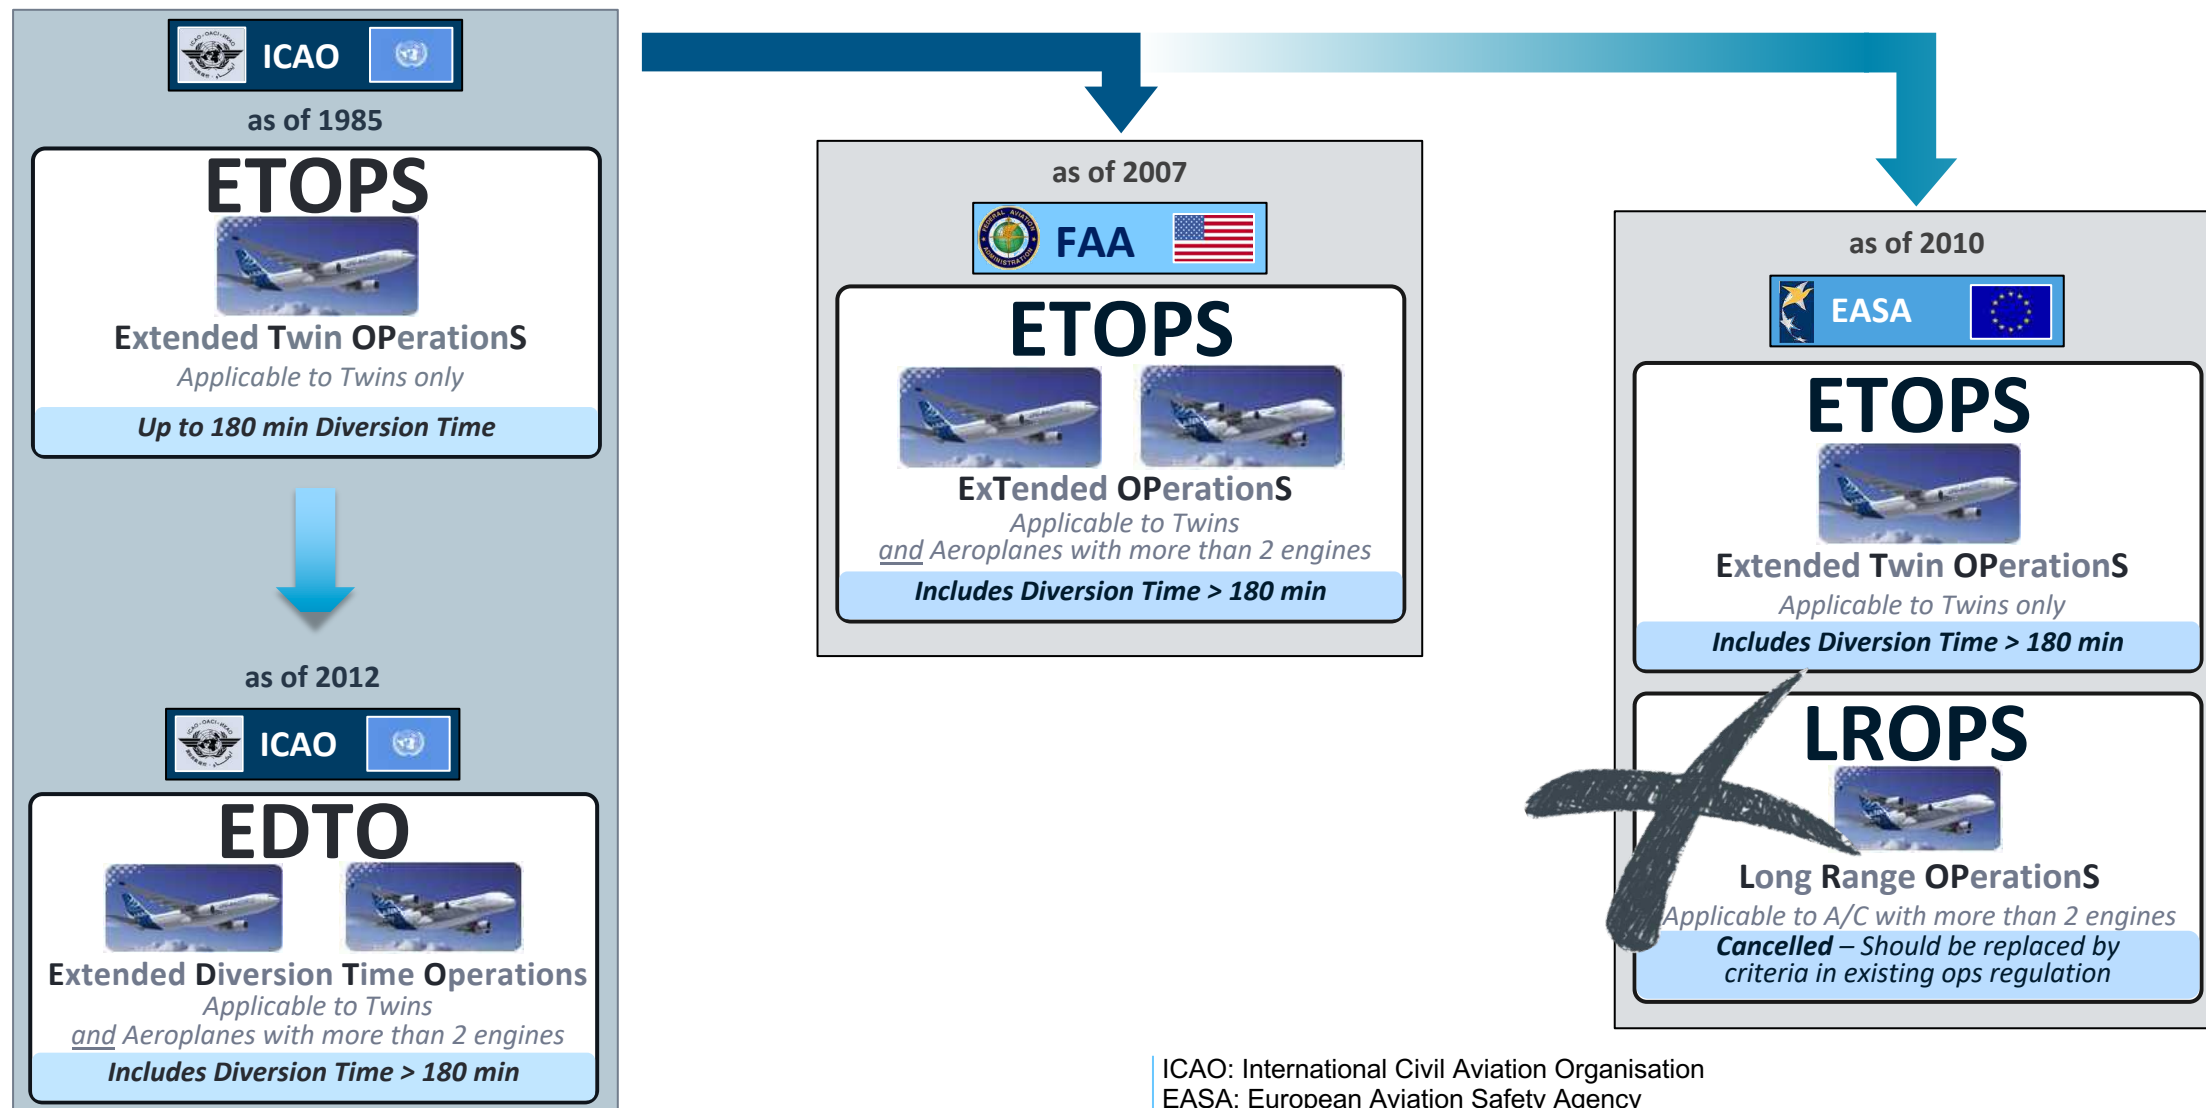 ICAO
as of 1985
ETOPS
Extended Twin OPerationS
Applicable to Twins only
Up to 180 min Diversion Time
as of 2012
ICAO
EDTO
Extended Diversion Time Operations
Applicable to Twins
and Aeroplanes with more than 2 engines
Includes Diversion Time > 180 min
as of 2007
FAA
ETOPS
ExTended OPerationS
Applicable to Twins
and Aeroplanes with more than 2 engines
Includes Diversion Time > 180 min
as of 2010
EASA
ETOPS
Extended Twin OPerationS
Applicable to Twins only
Includes Diversion Time > 180 min
LROPS
Long Range OPerationS
Applicable to A/C with more than 2 engines
Cancelled – Should be replaced by
criteria in existing ops regulation
ICAO: International Civil Aviation Organisation
EASA: European Aviation Safety Agency